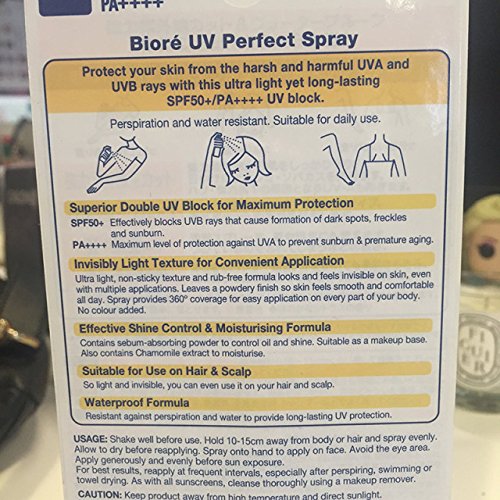 PA++++
Bioré UV Perfect Spray
Protect your skin from the harsh and harmful UVA and
UVB rays with this ultra light yet long-lasting
SPF50+/PA++++ UV block.
Perspiration and water resistant. Suitable for daily use.
Superior Double UV Block for Maximum Protection
SPF50+ Effectively blocks UVB rays that cause formation of dark spots, freckles
and sunburn.
PA++++ Maximum level of protection against UVA to prevent sunburn & premature aging.
Invisibly Light Texture for Convenient Application
Ultra light, non-sticky texture and rub-free formula looks and feels invisible on skin, even
with multiple applications. Leaves a powdery finish so skin feels smooth and comfortable
all day. Spray provides 360° coverage for easy application on every part of your body.
No colour added.
Effective Shine Control & Moisturising Formula
Contains sebum-absorbing powder to control oil and shine. Suitable as a makeup base.
Also contains Chamomile extract to moisturise.
Suitable for Use on Hair & Scalp
So light and invisible, you can even use it on your hair and scalp.
Waterproof Formula
Resistant against perspiration and water to provide long-lasting UV protection.
USAGE: Shake well before use. Hold 10-15cm away from body or hair and spray evenly.
Allow to dry before reapplying. Spray onto hand to apply on face. Avoid the eye area.
Apply generously and evenly before sun exposure.
For best results, reapply at frequent intervals, especially after perspiring, swimming or
towel drying. As with all sunscreens, cleanse thoroughly using a makeup remover.
CAUTION: Keep product away from high temperature and direct sunlight.